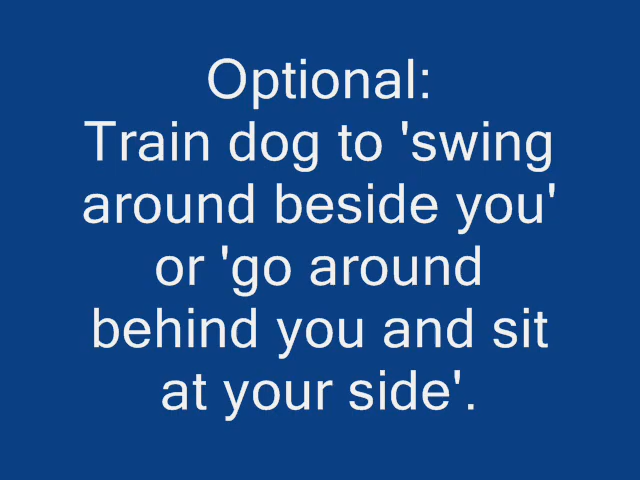 Optional:
Train dog to 'swing
around beside you'
or 'go around
behind you and sit
at your side'.